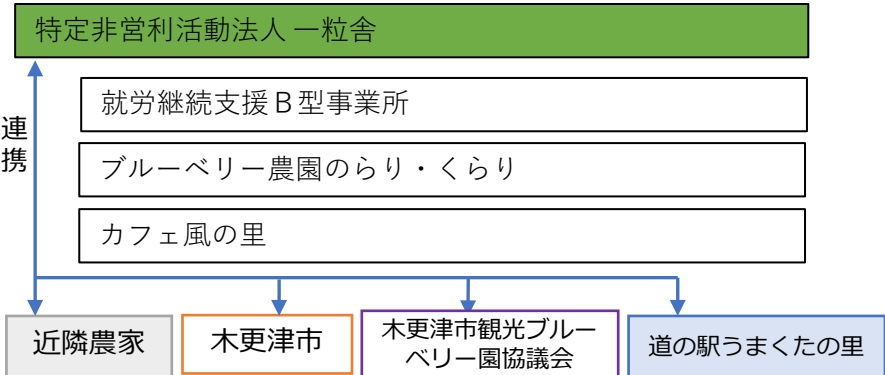 特定非営利活動法人 一粒舎
就労継続支援Ｂ型事業所
連携
ブルーベリー農園のらり・くらり
カフェ風の里
近隣農家
木更津市
木更津市観光ブルー
ベリー園協議会
道の駅うまくたの里